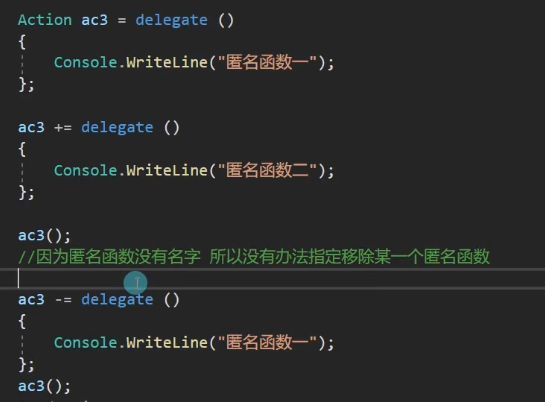 Action ac3 = delegate ()
{
Console.WriteLine("匿名函数一");
};
ac3 += delegate ()
{
Console.WriteLine("匿名函数二");
};
ac3();
//因为匿名函数没有名字 所以没有办法指定移除某一个匿名函数
ac3 -= delegate ()
{
Console.WriteLine("匿名函数一");
};
ac3();